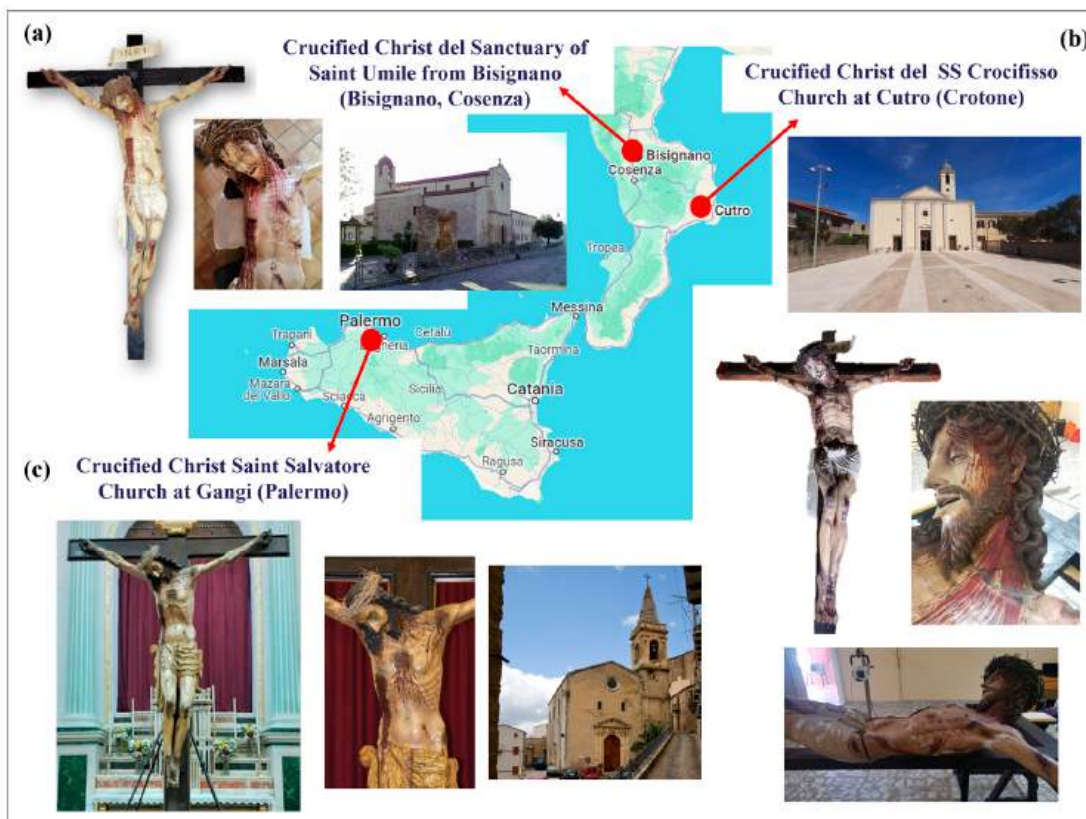 (a)
INRI
Crucified Christ del Sanctuary of
Saint Umile from Bisignano
(Bisignano, Cosenza)
(b)
Crucified Christ del SS Crocifisso
Church at Cutro (Crotone)
Bisignano
Cosenza
Cutro
Tropea
Messina
Palermo
Cefalù
Trapani
Taormina
Marsala
Mazara
del Vallo
Sicilia
Catania
Sciacca
Agrigento
Siracusa
Ragusa
(c)
Crucified Christ Saint Salvatore
Church at Gangi (Palermo)